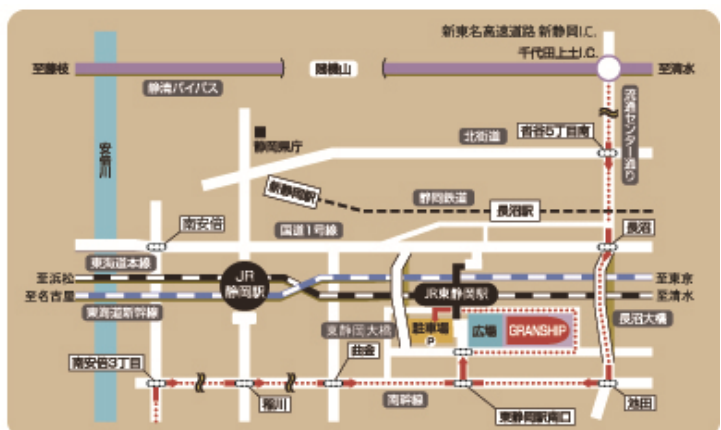 新東名高速道路 新静岡I.C.
千代田上土I.C.
至藤枝
至清水
静清バイパス
流通センター通り
安倍川
静岡県庁
北街道
沓谷5丁目南
新静岡駅
静岡鉄道
長沼駅
南安倍
国道1号線
長沼
東海道本線
至浜松
JR
静岡駅
至東京
至名古屋
JR東静岡駅
至清水
東海道新幹線
東静岡大橋
駐車場
P
広場
GRANSHIP
長沼大橋
南安倍3丁目
曲金
稲川
南幹線
東静岡駅南口
池田